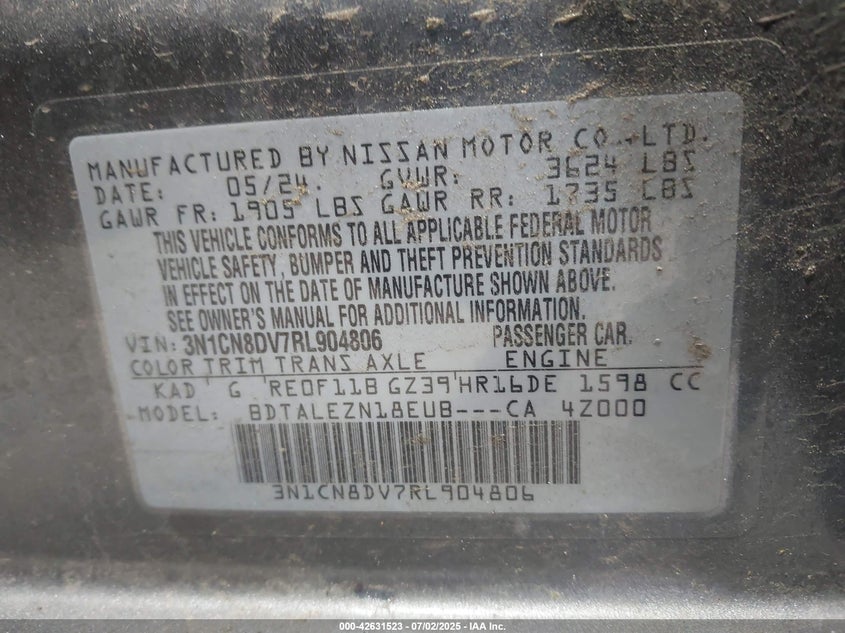 MANUFACTURED BY NISSAN MOTOR CO.,LTD.
DATE: 05/24 GVWR: 3624 LBS
GAWR FR: 1905 LBS GAWR RR: 1735 LBS
THIS VEHICLE CONFORMS TO ALL APPLICABLE FEDERAL MOTOR
VEHICLE SAFETY, BUMPER AND THEFT PREVENTION STANDARDS
IN EFFECT ON THE DATE OF MANUFACTURE SHOWN ABOVE.
SEE OWNER'S MANUAL FOR ADDITIONAL INFORMATION.
VIN: 3N1CN8DV7RL904806 PASSENGER CAR.
COLOR TRIM TRANS AXLE ENGINE
KAD G RE0F11B GZ39 HR16DE 1598 CC
MODEL: BDTALEZN18EUB---CA 4Z000
3N1CN8DV7RL904806
000-42631523 - 07/02/2025 - IAA Inc.